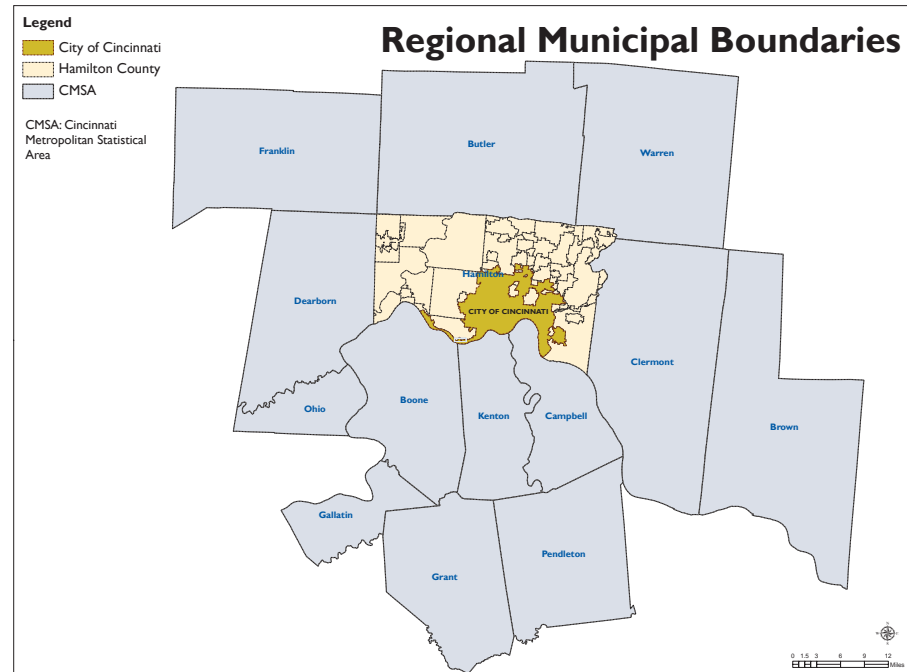 Legend
City of Cincinnati
Hamilton County
CMSA
CMSA: Cincinnati
Metropolitan Statistical
Area
Regional Municipal Boundaries
Franklin
Butler
Warren
Hamilton
Dearborn
CITY OF CINCINNATI
Clermont
Ohio
Boone
Kenton
Campbell
Brown
Gallatin
Grant
Pendleton
0 1.5 3 6 9 12
Miles